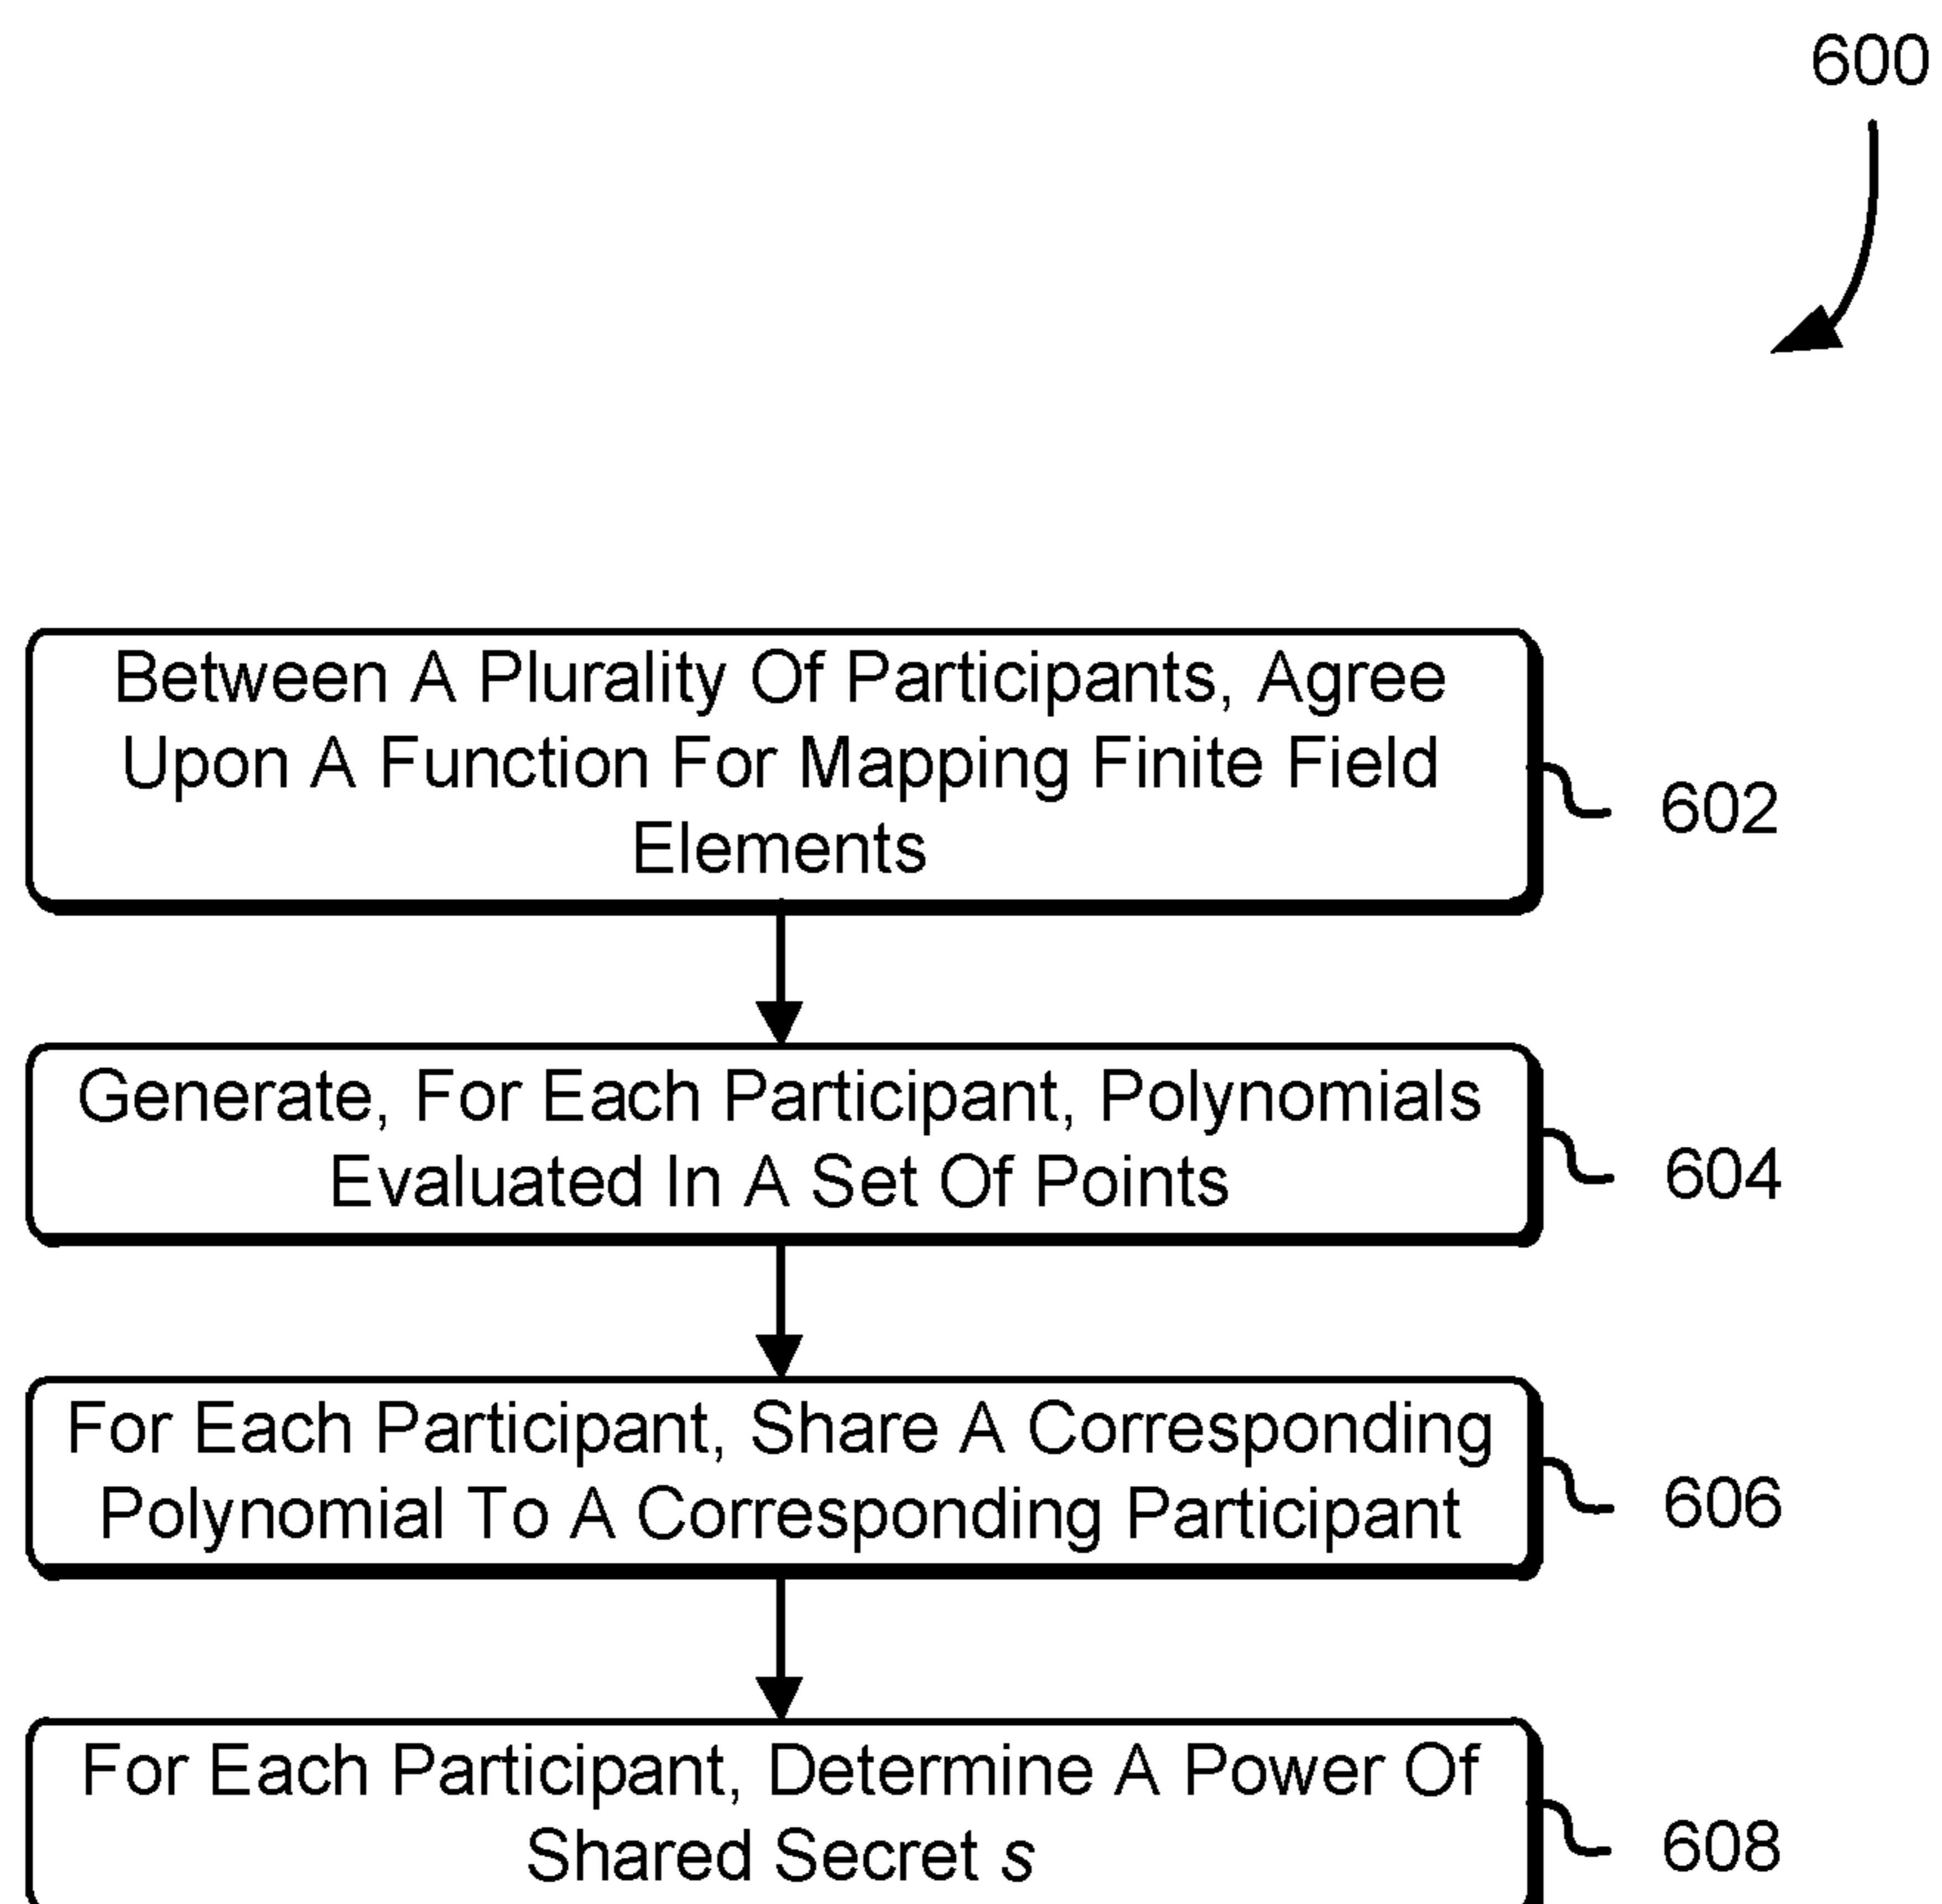 600
Between A Plurality Of Participants, Agree
Upon A Function For Mapping Finite Field
Elements
602
Generate, For Each Participant, Polynomials
Evaluated In A Set Of Points
604
For Each Participant, Share A Corresponding
Polynomial To A Corresponding Participant
606
For Each Participant, Determine A Power Of
Shared Secret s
608